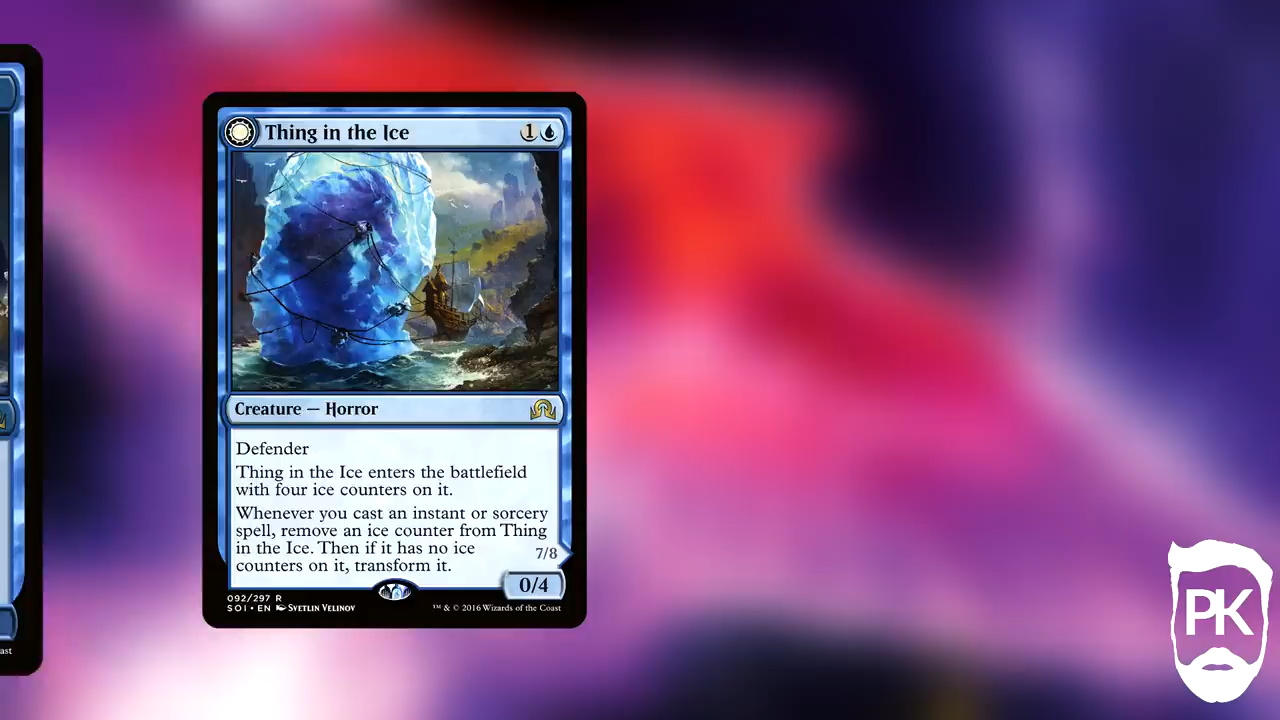 Thing in the Ice
1
Creature — Horror
Defender
Thing in the Ice enters the battlefield
with four ice counters on it.
Whenever you cast an instant or sorcery
spell, remove an ice counter from Thing
in the Ice. Then if it has no ice
counters on it, transform it.
7/8
0/4
092/297 R
SOI • EN Svetlin Velinov
™ & © 2016 Wizards of the Coast
ast
PK